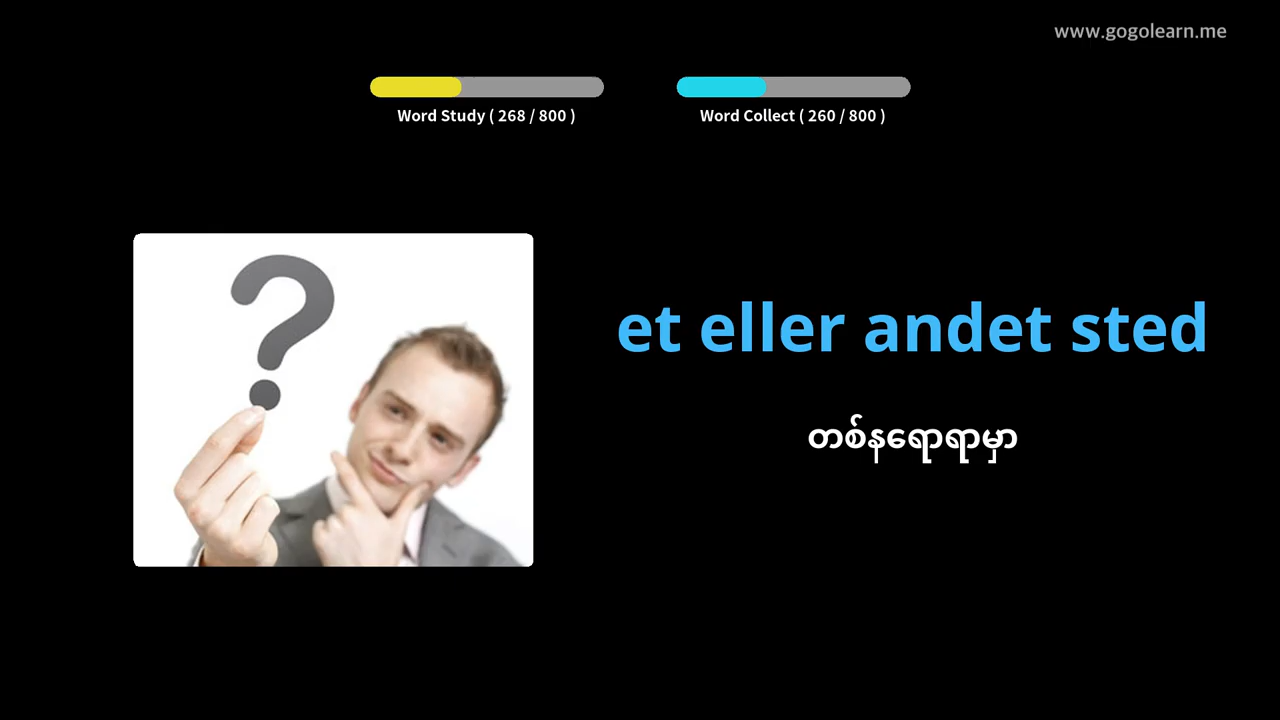 www.gogolearn.me
Word Study ( 268 / 800 )
Word Collect ( 260 / 800 )
et eller andet sted
တစ်နေရာရာမှာ